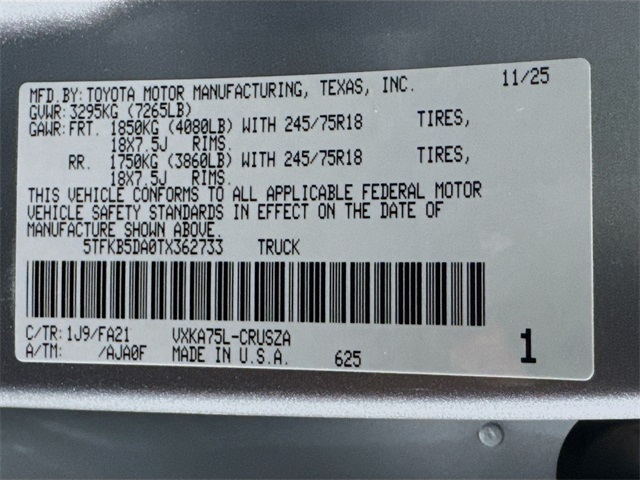 MFD.BY: TOYOTA MOTOR MANUFACTURING, TEXAS, INC. 11/25
GVWR: 3295KG (7265LB)
GAWR: FRT. 1850KG (4080LB) WITH 245/75R18 TIRES,
18X7.5J RIMS.
RR. 1750KG (3860LB) WITH 245/75R18 TIRES,
18X7.5J RIMS.
THIS VEHICLE CONFORMS TO ALL APPLICABLE FEDERAL MOTOR
VEHICLE SAFETY STANDARDS IN EFFECT ON THE DATE OF
MANUFACTURE SHOWN ABOVE.
5TFKB5DA0TX362733 TRUCK
C/TR: 1J9/FA21 VXKA75L-CRUSZA
A/TM: /AJA0F MADE IN U.S.A. 625 1